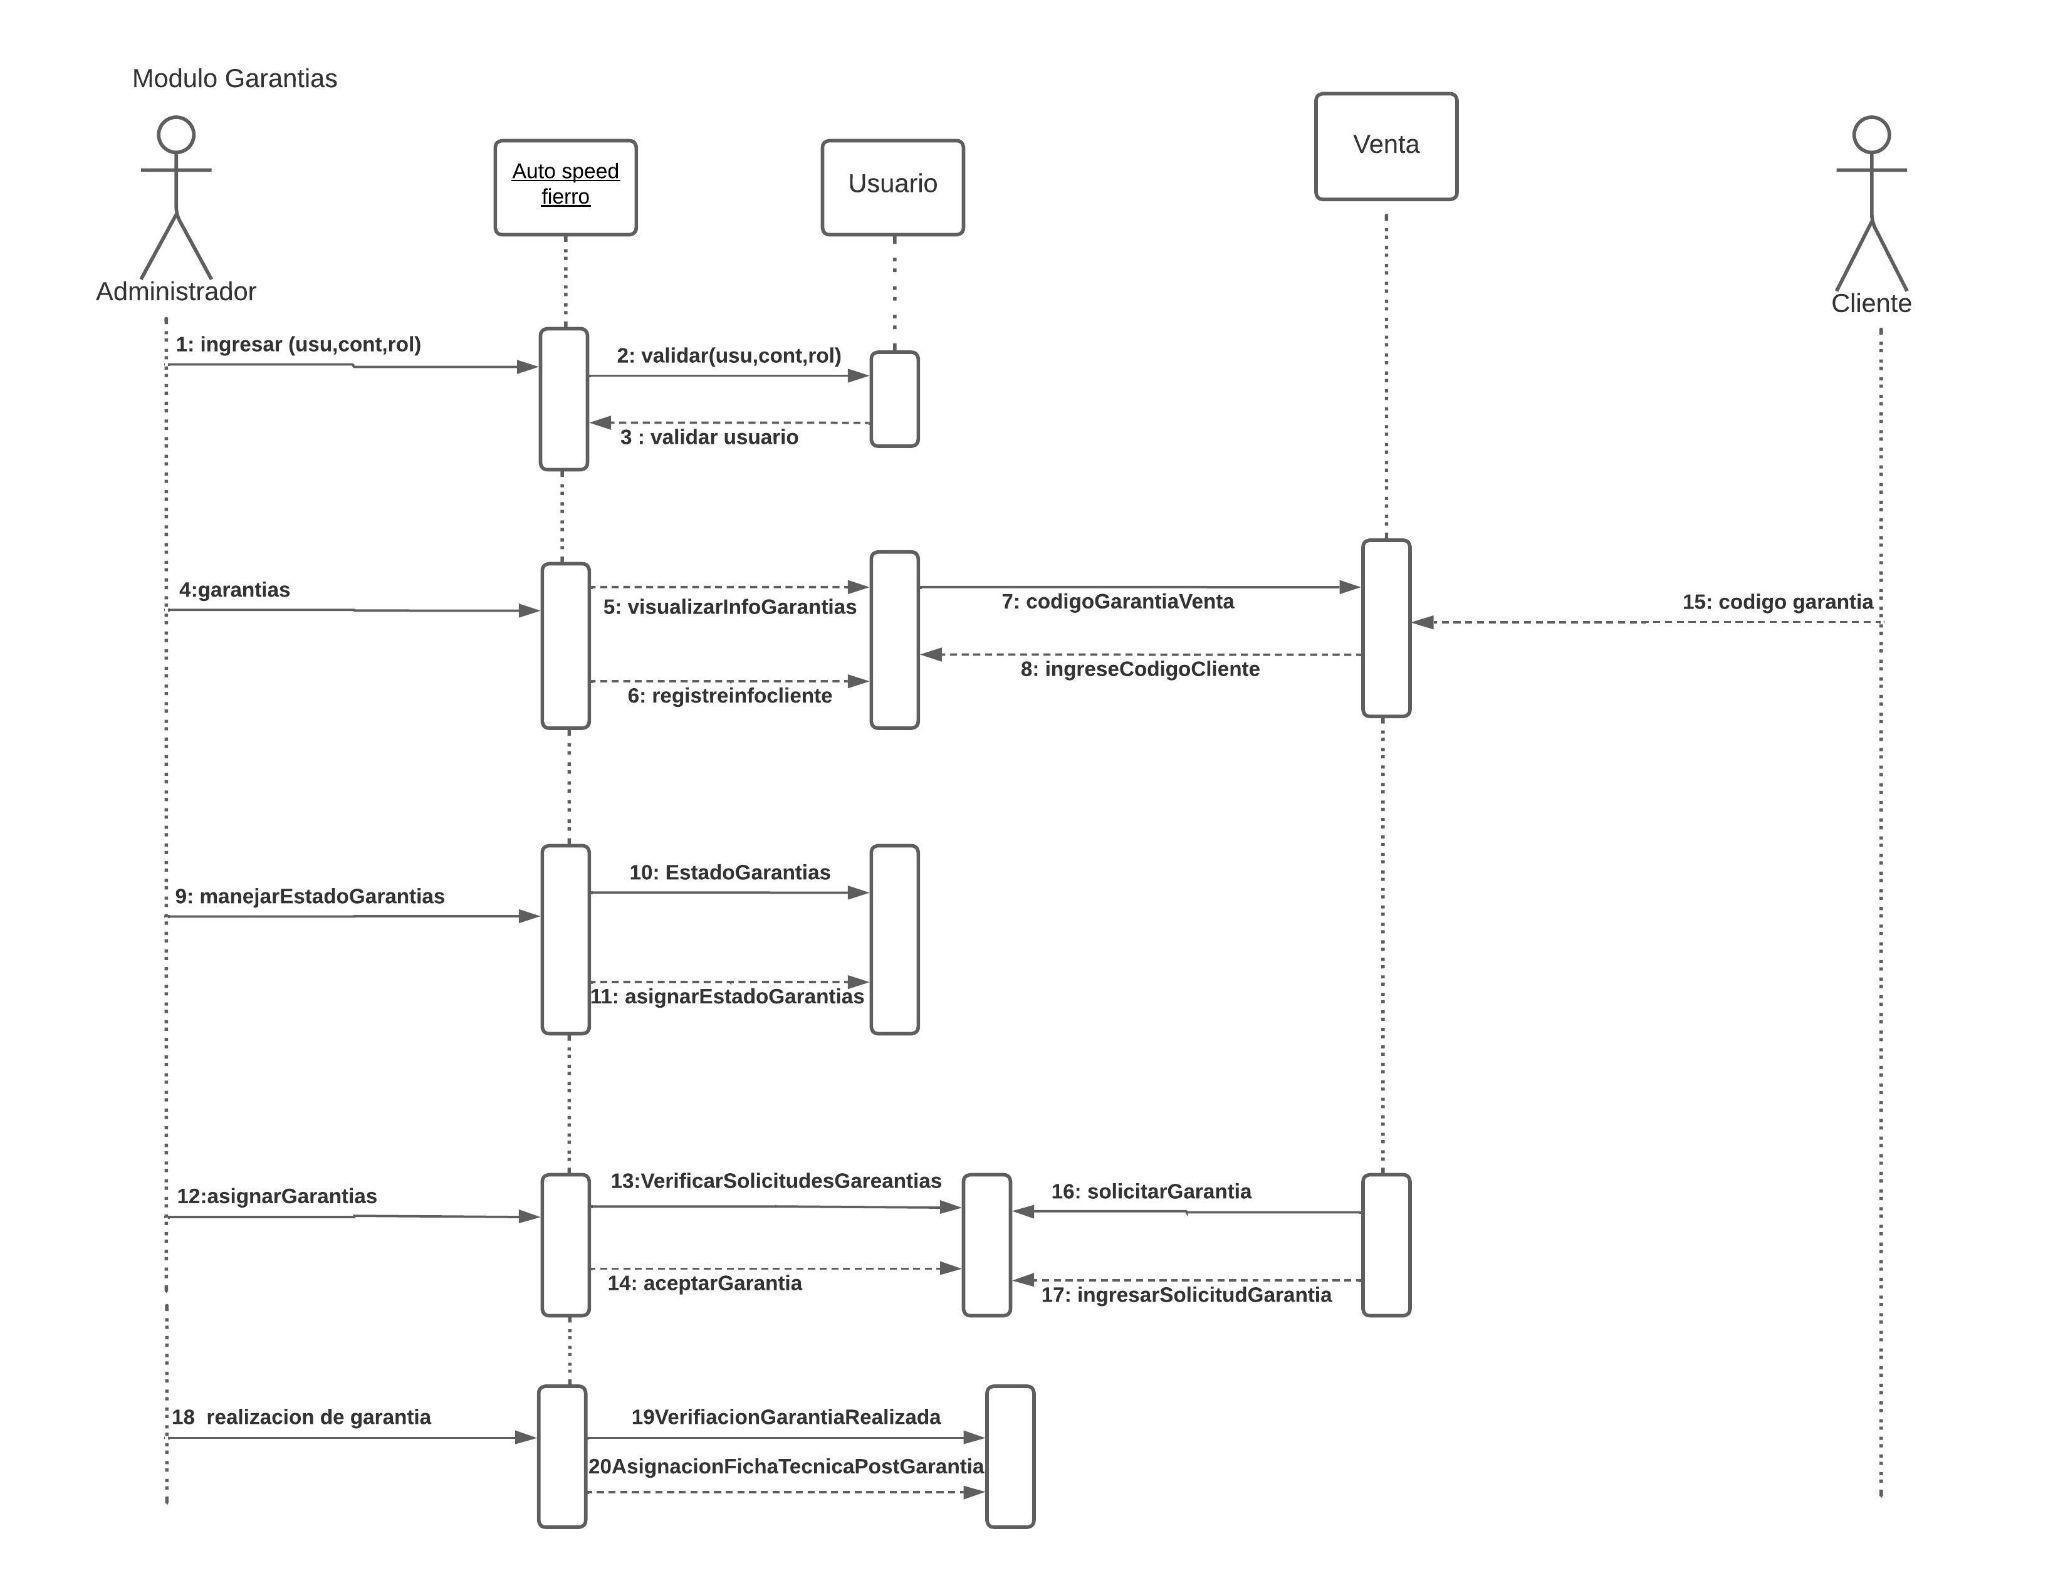 Modulo Garantias
Administrador
Auto speed
fierro
Usuario
Venta
Cliente
1: ingresar (usu,cont,rol)
2: validar(usu,cont,rol)
3 : validar usuario
4:garantias
5: visualizarInfoGarantias
7: codigoGarantiaVenta
15: codigo garantia
8: ingreseCodigoCliente
6: registreinfocliente
10: EstadoGarantias
9: manejarEstadoGarantias
11: asignarEstadoGarantias
13:VerificarSolicitudesGareantias
12:asignarGarantias
16: solicitarGarantia
14: aceptarGarantia
17: ingresarSolicitudGarantia
18  realizacion de garantia
19VerifiacionGarantiaRealizada
20AsignacionFichaTecnicaPostGarantia